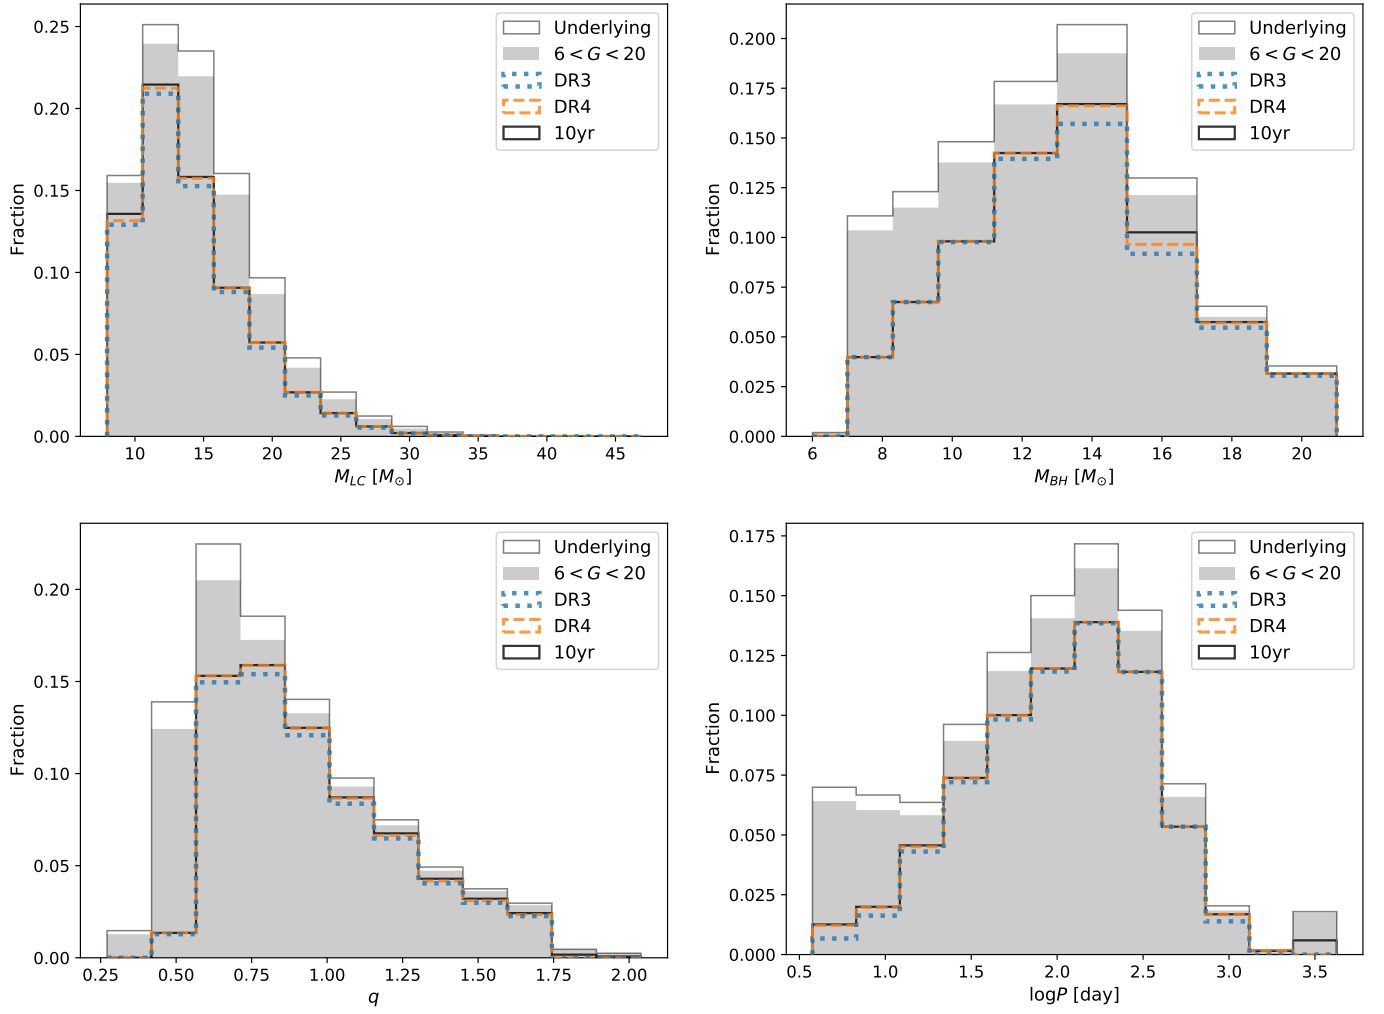 0.25
0.20
0.15
0.10
0.05
0.00
Fraction
10 15 20 25 30 35 40 45
M_LC [M_⊙]
Underlying
6 < G < 20
DR3
DR4
10yr
0.200
0.175
0.150
0.125
0.100
0.075
0.050
0.025
0.000
Fraction
6 8 10 12 14 16 18 20
M_BH [M_⊙]
Underlying
6 < G < 20
DR3
DR4
10yr
0.20
0.15
0.10
0.05
0.00
Fraction
0.25 0.50 0.75 1.00 1.25 1.50 1.75 2.00
q
Underlying
6 < G < 20
DR3
DR4
10yr
0.175
0.150
0.125
0.100
0.075
0.050
0.025
0.000
Fraction
0.5 1.0 1.5 2.0 2.5 3.0 3.5
logP [day]
Underlying
6 < G < 20
DR3
DR4
10yr